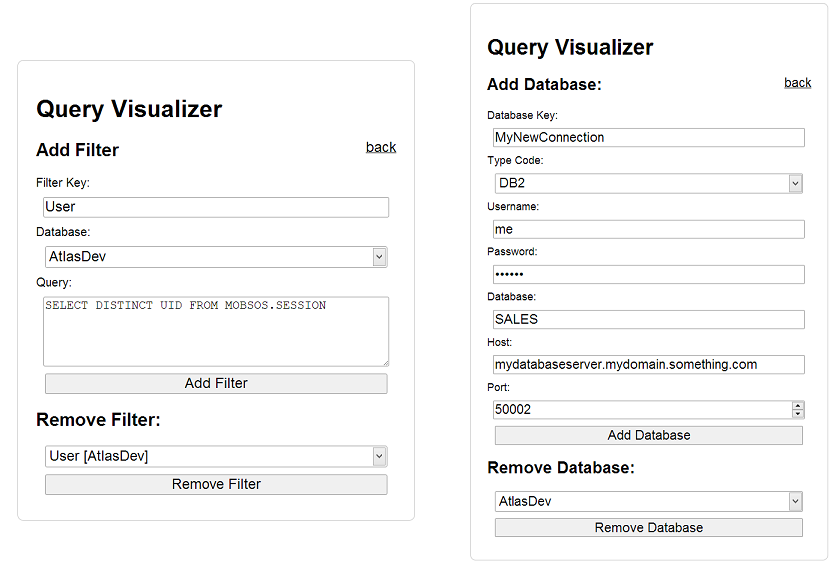 Query Visualizer
Add Filter
back
Filter Key:
User
Database:
AtlasDev
Query:
SELECT DISTINCT UID FROM MOBSOS.SESSION
Add Filter
Remove Filter:
User [AtlasDev]
Remove Filter
Query Visualizer
Add Database:
back
Database Key:
MyNewConnection
Type Code:
DB2
Username:
me
Password:
••••••
Database:
SALES
Host:
mydatabaseserver.mydomain.something.com
Port:
50002
Add Database
Remove Database:
AtlasDev
Remove Database